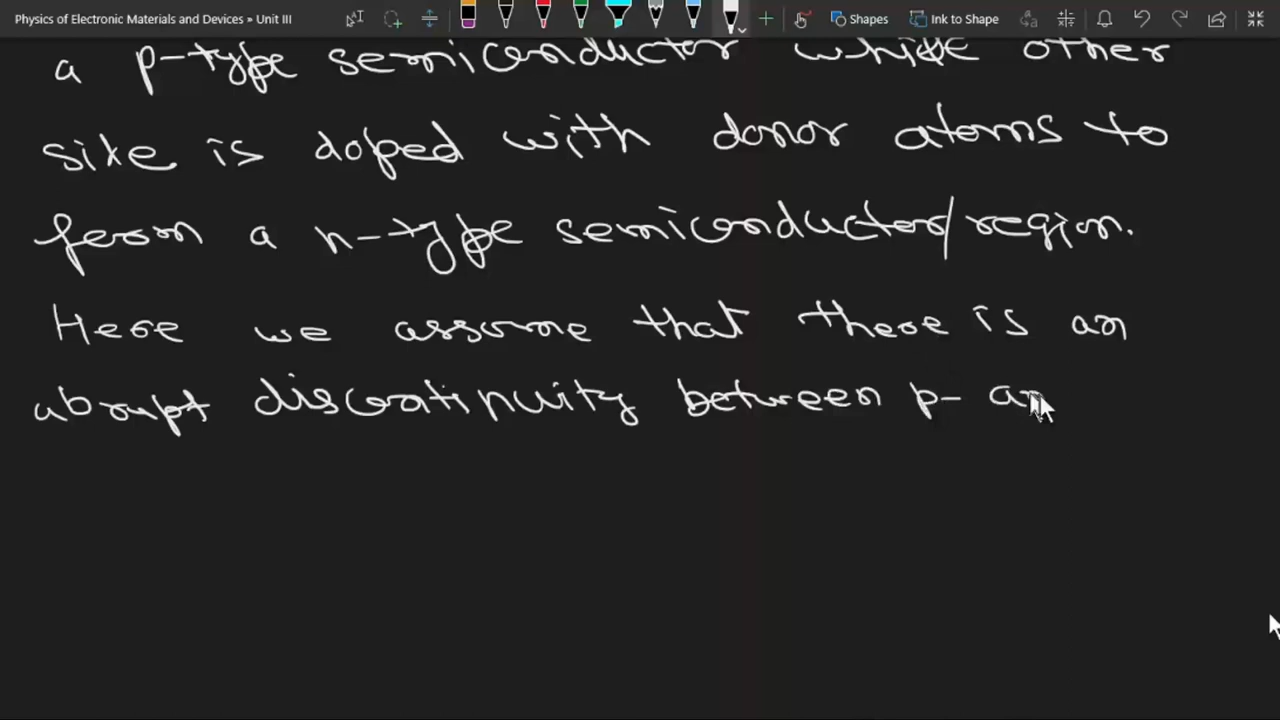 Physics of Electronic Materials and Devices » Unit III
Shapes
Ink to Shape
a p-type semiconductor while other
site is doped with donor atoms to
form a n-type semiconductor/region.
Here we assume that there is an
abrupt discontinuity between p- an